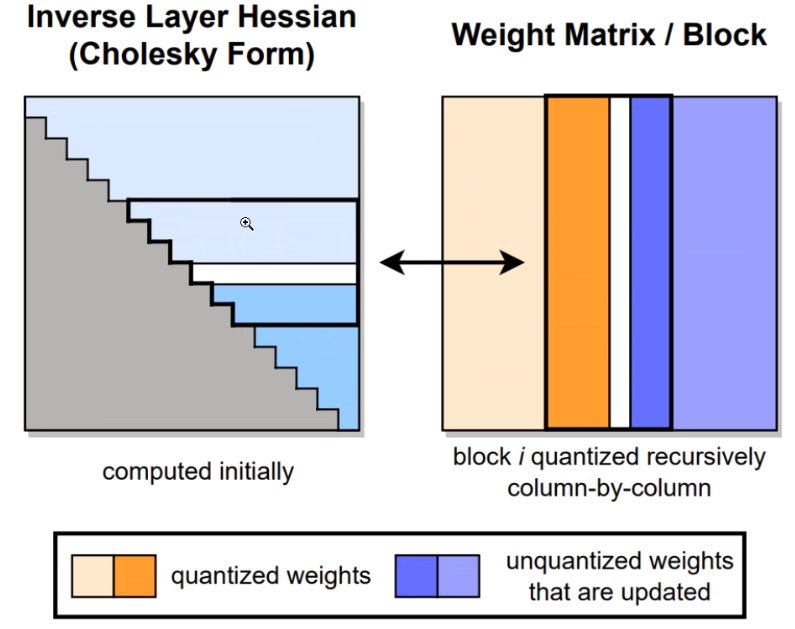 Inverse Layer Hessian
(Cholesky Form)
Weight Matrix / Block
computed initially
block i quantized recursively
column-by-column
quantized weights
unquantized weights
that are updated